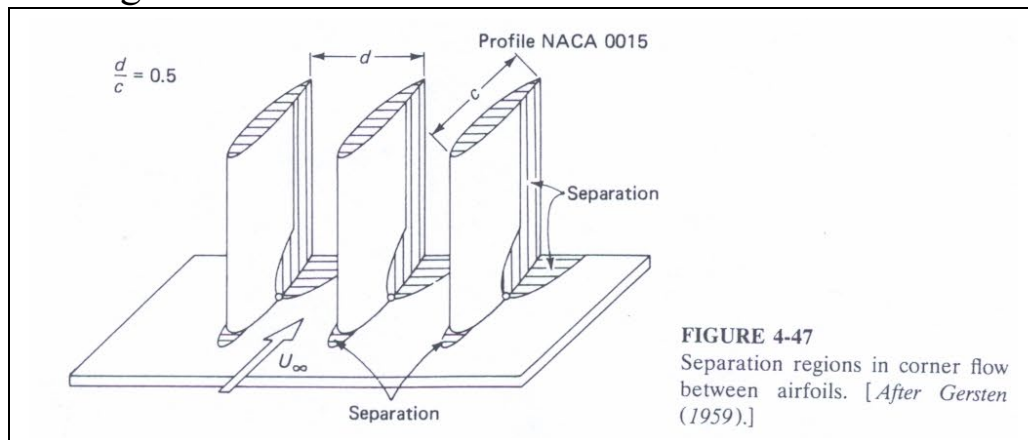 Profile NACA 0015
d
d/c = 0.5
c
Separation
U∞
Separation
FIGURE 4-47
Separation regions in corner flow
between airfoils. [After Gersten
(1959).]